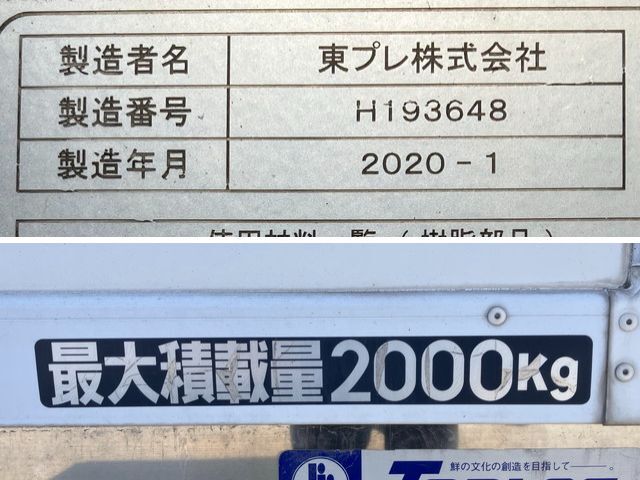 製造者名 東プレ株式会社
製造番号 H193648
製造年月 2020-1
最大積載量2000Kg
鮮の文化の創造を目指して───。